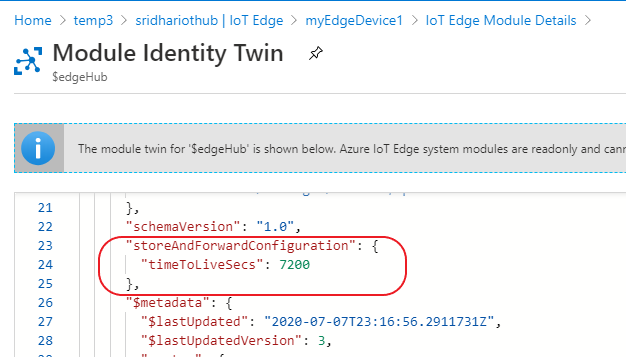 Home > temp3 > sridhariothub | IoT Edge > myEdgeDevice1 > IoT Edge Module Details >
Module Identity Twin
$edgeHub
The module twin for '$edgeHub' is shown below. Azure IoT Edge system modules are readonly and cann
21 },
22 "schemaVersion": "1.0",
23 "storeAndForwardConfiguration": {
24 "timeToLiveSecs": 7200
25 },
26 "$metadata": {
27 "$lastUpdated": "2020-07-07T23:16:56.2911731Z",
28 "$lastUpdatedVersion": 3,